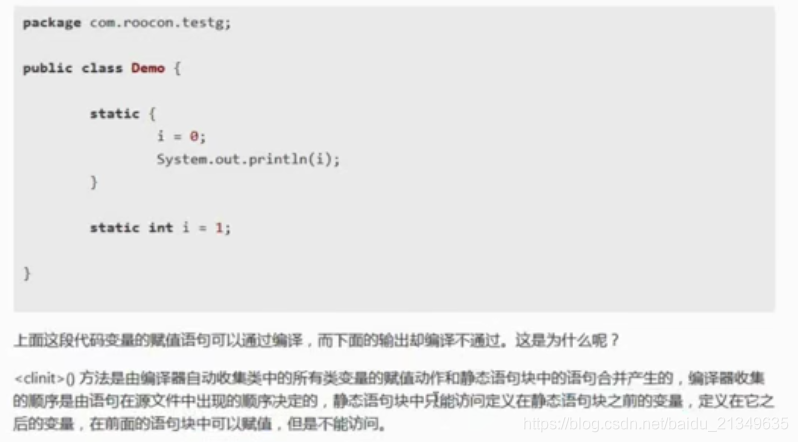 package com.roocon.testg;
public class Demo {
static {
i = 0;
System.out.println(i);
}
static int i = 1;
}
上面这段代码变量的赋值语句可以通过编译，而下面的输出却编译不通过。这是为什么呢？
<clinit>() 方法是由编译器自动收集类中的所有类变量的赋值动作和静态语句块中的语句合并产生的，编译器收集
的顺序是由语句在源文件中出现的顺序决定的，静态语句块中只能访问定义在静态语句块之前的变量，定义在它之
后的变量，在前面的语句块中可以赋值，但是不能访问。
https://blog.csdn.net/baidu_21349635